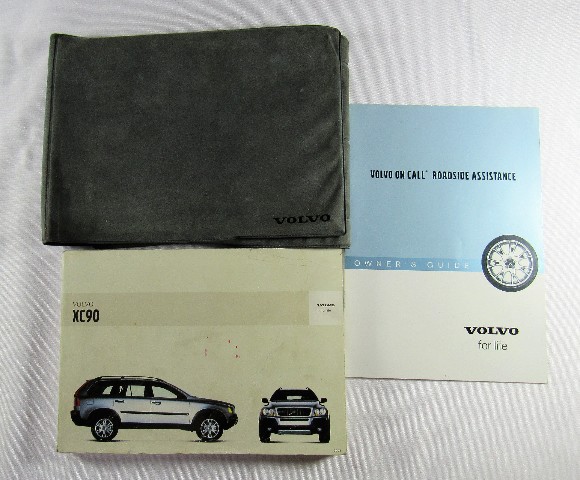 VOLVO
VOLVO ON CALL® ROADSIDE ASSISTANCE
OWNER'S GUIDE
VOLVO
for life
VOLVO
XC90